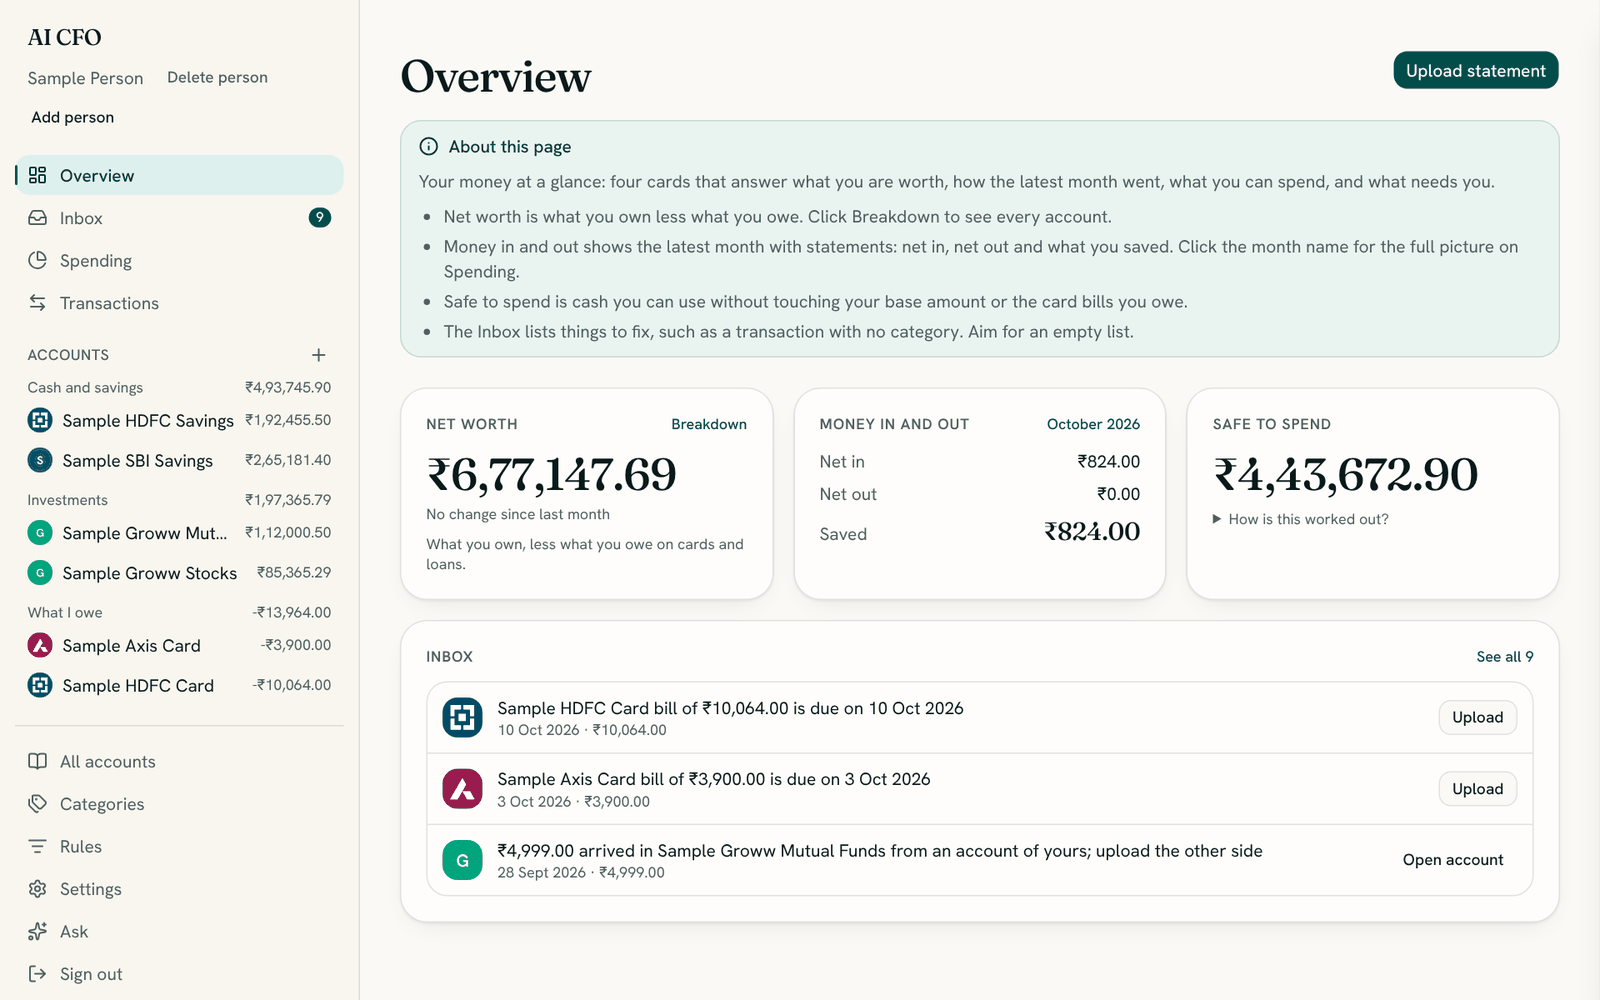 AI CFO
Sample Person Delete person
Add person
Overview
Inbox 9
Spending
Transactions
ACCOUNTS
Cash and savings ₹4,93,745.90
Sample HDFC Savings ₹1,92,455.50
S Sample SBI Savings ₹2,65,181.40
Investments ₹1,97,365.79
G Sample Groww Mut... ₹1,12,000.50
G Sample Groww Stocks ₹85,365.29
What I owe -₹13,964.00
Sample Axis Card -₹3,900.00
Sample HDFC Card -₹10,064.00
All accounts
Categories
Rules
Settings
Ask
Sign out
Overview
Upload statement
About this page
Your money at a glance: four cards that answer what you are worth, how the latest month went, what you can spend, and what needs you.
• Net worth is what you own less what you owe. Click Breakdown to see every account.
• Money in and out shows the latest month with statements: net in, net out and what you saved. Click the month name for the full picture on
Spending.
• Safe to spend is cash you can use without touching your base amount or the card bills you owe.
• The Inbox lists things to fix, such as a transaction with no category. Aim for an empty list.
NET WORTH Breakdown
₹6,77,147.69
No change since last month
What you own, less what you owe on cards and
loans.
MONEY IN AND OUT October 2026
Net in ₹824.00
Net out ₹0.00
Saved ₹824.00
SAFE TO SPEND
₹4,43,672.90
How is this worked out?
INBOX See all 9
Sample HDFC Card bill of ₹10,064.00 is due on 10 Oct 2026
10 Oct 2026 · ₹10,064.00
Upload
Sample Axis Card bill of ₹3,900.00 is due on 3 Oct 2026
3 Oct 2026 · ₹3,900.00
Upload
G ₹4,999.00 arrived in Sample Groww Mutual Funds from an account of yours; upload the other side
28 Sept 2026 · ₹4,999.00
Open account